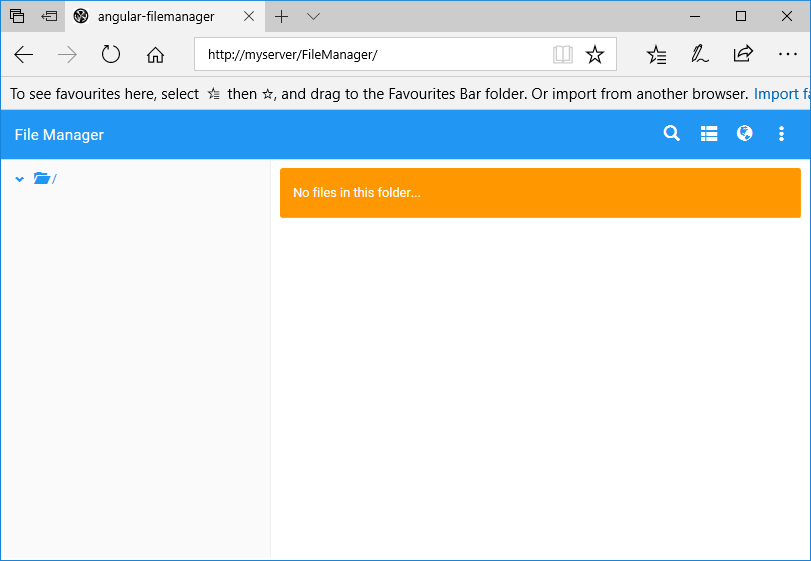 angular-filemanager
http://myserver/FileManager/
To see favourites here, select then , and drag to the Favourites Bar folder. Or import from another browser. Import fa
File Manager
/
No files in this folder...